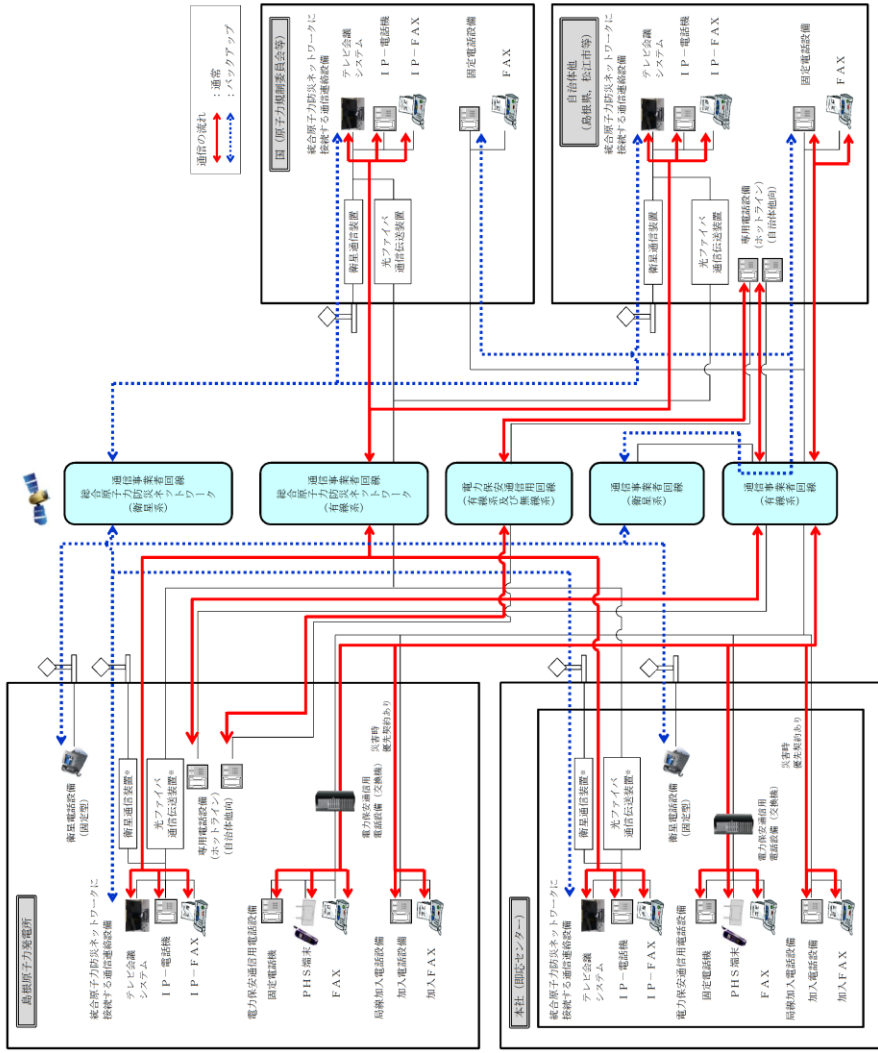 島根原子力発電所
統合原子力防災ネットワークに
接続する通信連絡設備
テレビ会議
システム
ＩＰ－電話機
ＩＰ－FAX
衛星電話設備
(固定型)
衛星通信装置※
光ファイバ
通信伝送装置※
専用電話設備
(ホットライン)
(自治体他向)
電力保安通信用電話設備
固定電話機
PHS端末
FAX
電力保安通信用
電話設備（交換機）
局線加入電話設備
加入電話設備
加入FAX
災害時
優先契約あり
本社（即応センター）
統合原子力防災ネットワークに
接続する通信連絡設備
テレビ会議
システム
ＩＰ－電話機
ＩＰ－FAX
衛星通信装置※
光ファイバ
通信伝送装置※
衛星電話設備
(固定型)
電力保安通信用電話設備
固定電話機
PHS端末
FAX
電力保安通信用
電話設備（交換機）
局線加入電話設備
加入電話設備
加入FAX
災害時
優先契約あり
通信事業者回線
総合原子力防災ネットワーク
(衛星系)
通信事業者回線
総合原子力防災ネットワーク
(有線系)
電力保安通信用回線
(有線系及び無線系)
通信事業者回線
(衛星系)
通信事業者回線
(有線系)
通信の流れ
：通常
：バックアップ
国（原子力規制委員会等）
統合原子力防災ネットワークに
接続する通信連絡設備
テレビ会議
システム
ＩＰ－電話機
ＩＰ－FAX
衛星通信装置
光ファイバ
通信伝送装置
固定電話設備
FAX
自治体他
(島根県，松江市等)
統合原子力防災ネットワークに
接続する通信連絡設備
テレビ会議
システム
ＩＰ－電話機
ＩＰ－FAX
衛星通信装置
光ファイバ
通信伝送装置
専用電話設備
(ホットライン)
(自治体他向)
固定電話設備
FAX